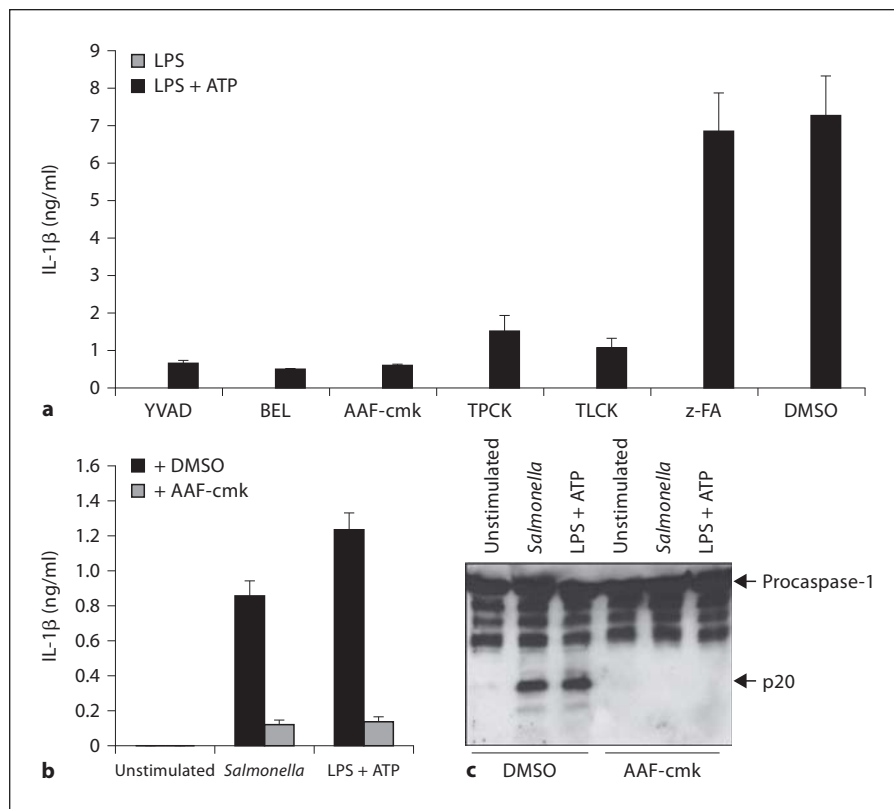 9
8
7
6
5
4
3
2
1
0
IL-1β (ng/ml)
LPS
LPS + ATP
YVAD BEL AAF-cmk TPCK TLCK z-FA DMSO
a
1.6
1.4
1.2
1.0
0.8
0.6
0.4
0.2
0
IL-1β (ng/ml)
+ DMSO
+ AAF-cmk
Unstimulated Salmonella LPS + ATP
b
Unstimulated
Salmonella
LPS + ATP
Unstimulated
Salmonella
LPS + ATP
Procaspase-1
p20
DMSO AAF-cmk
c